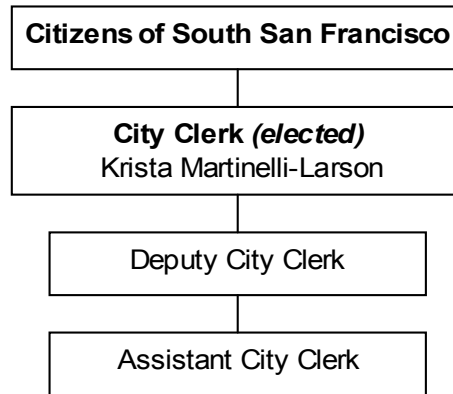 Citizens of South San Francisco
City Clerk (elected)
Krista Martinelli-Larson
Deputy City Clerk
Assistant City Clerk